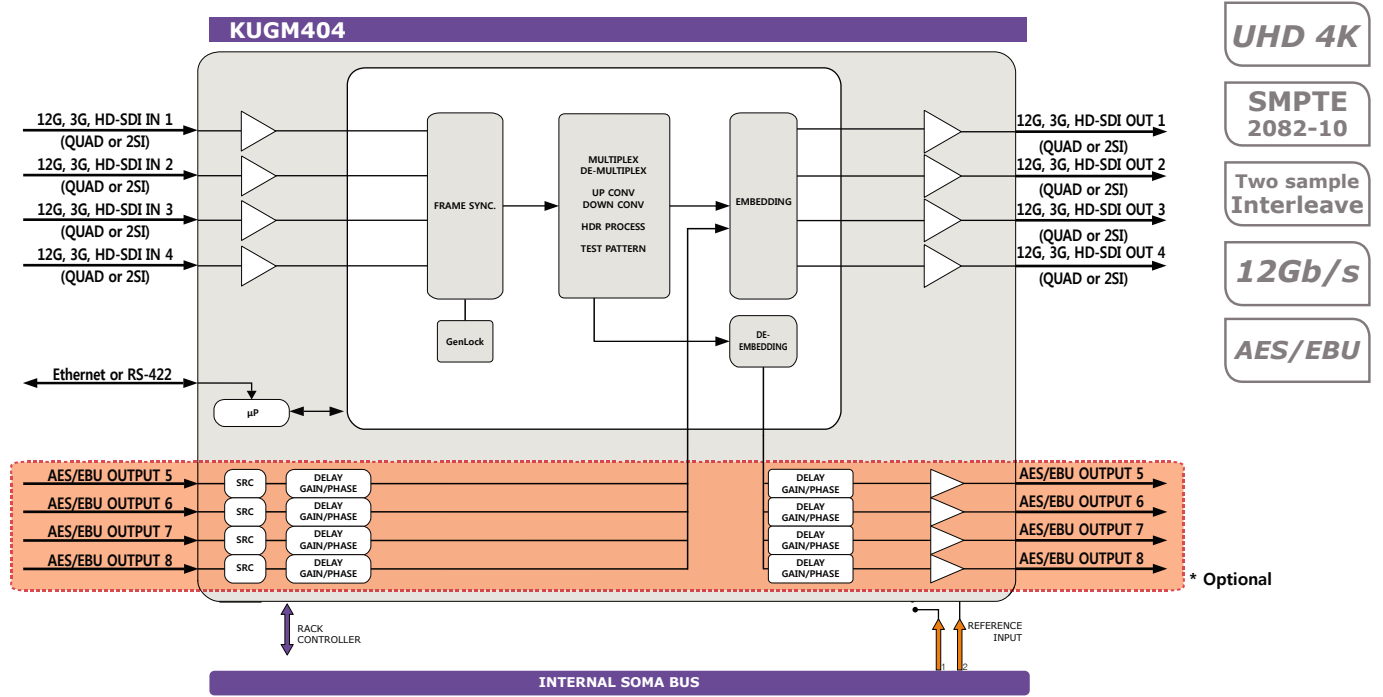 KUGM404
UHD 4K
SMPTE
2082-10
Two sample
Interleave
12Gb/s
AES/EBU
12G, 3G, HD-SDI IN 1
(QUAD or 2SI)
12G, 3G, HD-SDI IN 2
(QUAD or 2SI)
12G, 3G, HD-SDI IN 3
(QUAD or 2SI)
12G, 3G, HD-SDI IN 4
(QUAD or 2SI)
FRAME SYNC.
GenLock
MULTIPLEX
DE-MULTIPLEX
UP CONV
DOWN CONV
HDR PROCESS
TEST PATTERN
EMBEDDING
DE-
EMBEDDING
12G, 3G, HD-SDI OUT 1
(QUAD or 2SI)
12G, 3G, HD-SDI OUT 2
(QUAD or 2SI)
12G, 3G, HD-SDI OUT 3
(QUAD or 2SI)
12G, 3G, HD-SDI OUT 4
(QUAD or 2SI)
Ethernet or RS-422
µP
AES/EBU OUTPUT 5
SRC
DELAY
GAIN/PHASE
DELAY
GAIN/PHASE
AES/EBU OUTPUT 5
AES/EBU OUTPUT 6
SRC
DELAY
GAIN/PHASE
DELAY
GAIN/PHASE
AES/EBU OUTPUT 6
AES/EBU OUTPUT 7
SRC
DELAY
GAIN/PHASE
DELAY
GAIN/PHASE
AES/EBU OUTPUT 7
AES/EBU OUTPUT 8
SRC
DELAY
GAIN/PHASE
DELAY
GAIN/PHASE
AES/EBU OUTPUT 8
* Optional
RACK
CONTROLLER
REFERENCE
INPUT
1
2
INTERNAL SOMA BUS